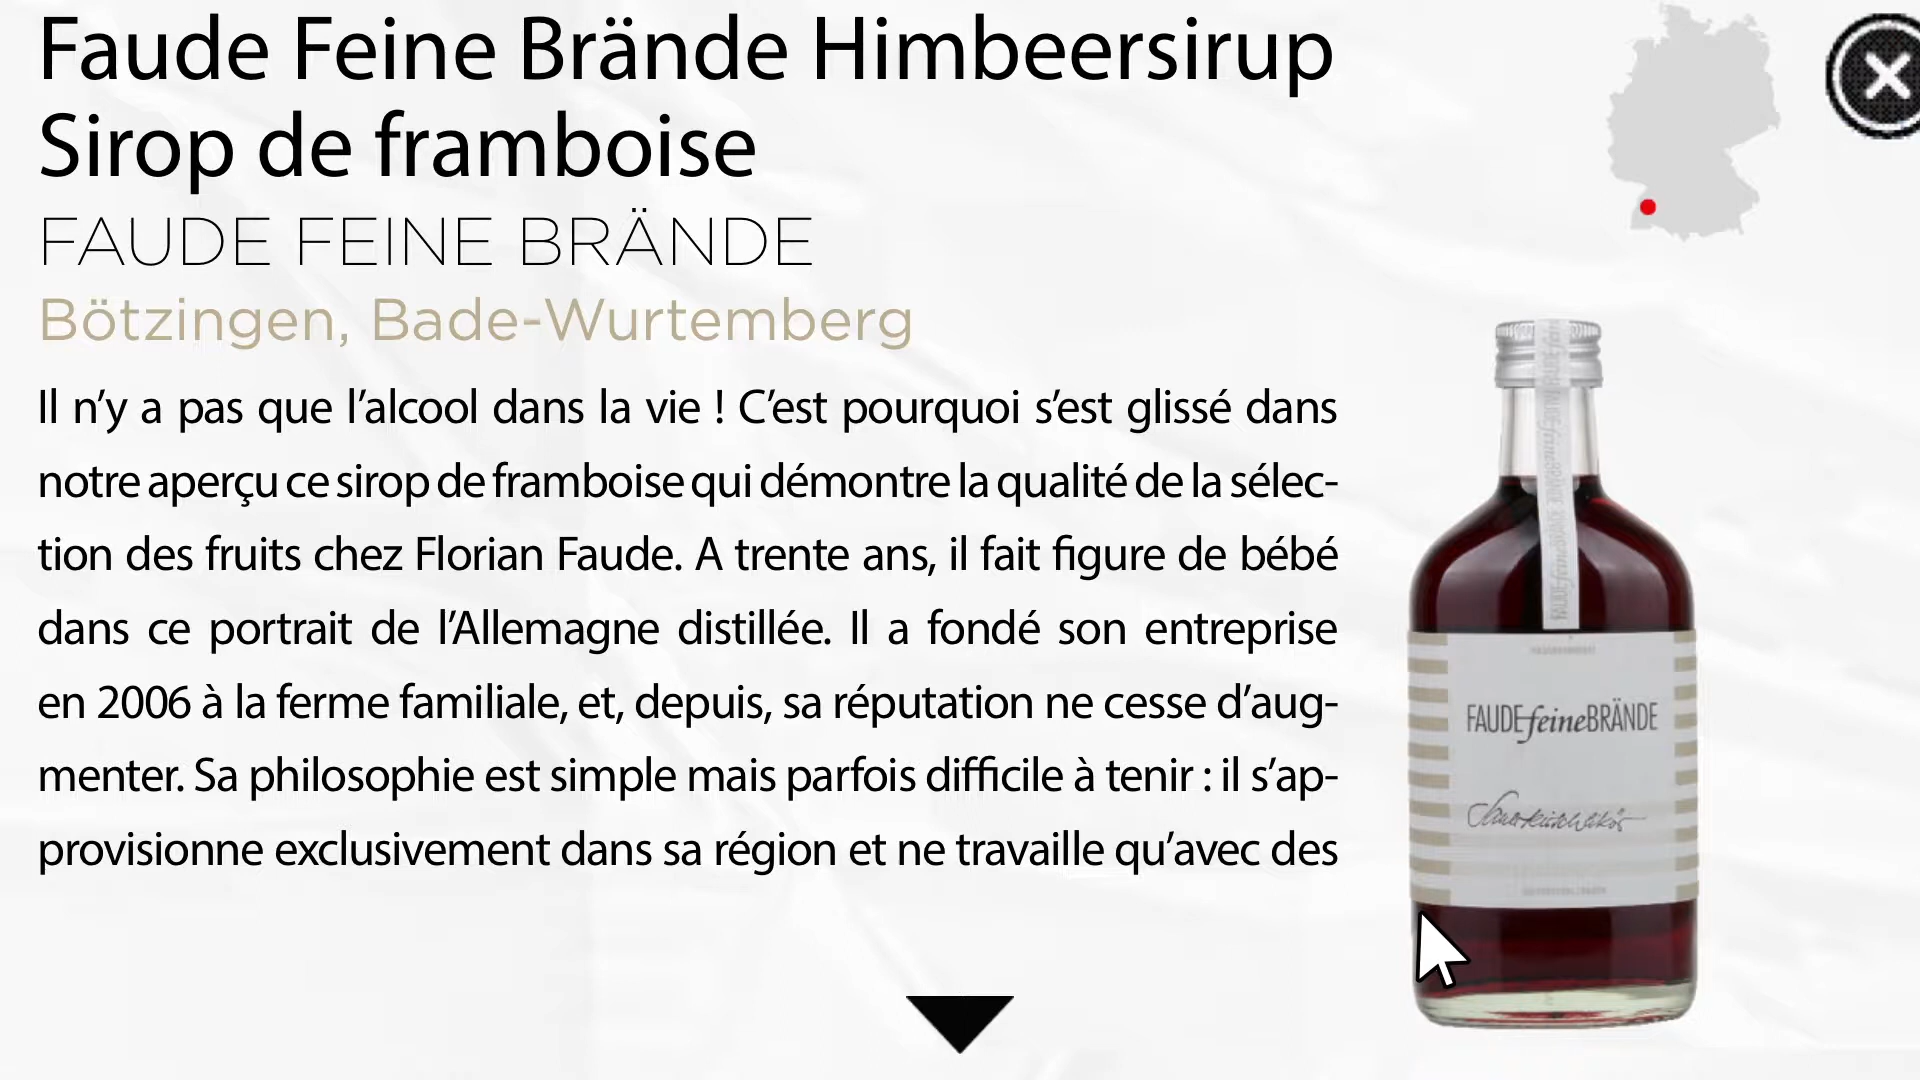 Faude Feine Brände Himbeersirup
Sirop de framboise
FAUDE FEINE BRÄNDE
Bötzingen, Bade-Wurtemberg
Il n’y a pas que l’alcool dans la vie ! C’est pourquoi s’est glissé dans
notre aperçu ce sirop de framboise qui démontre la qualité de la sélec-
tion des fruits chez Florian Faude. A trente ans, il fait figure de bébé
dans ce portrait de l’Allemagne distillée. Il a fondé son entreprise
en 2006 à la ferme familiale, et, depuis, sa réputation ne cesse d’aug-
menter. Sa philosophie est simple mais parfois difficile à tenir : il s’ap-
provisionne exclusivement dans sa région et ne travaille qu’avec des
FAUDEfeineBRÄNDE